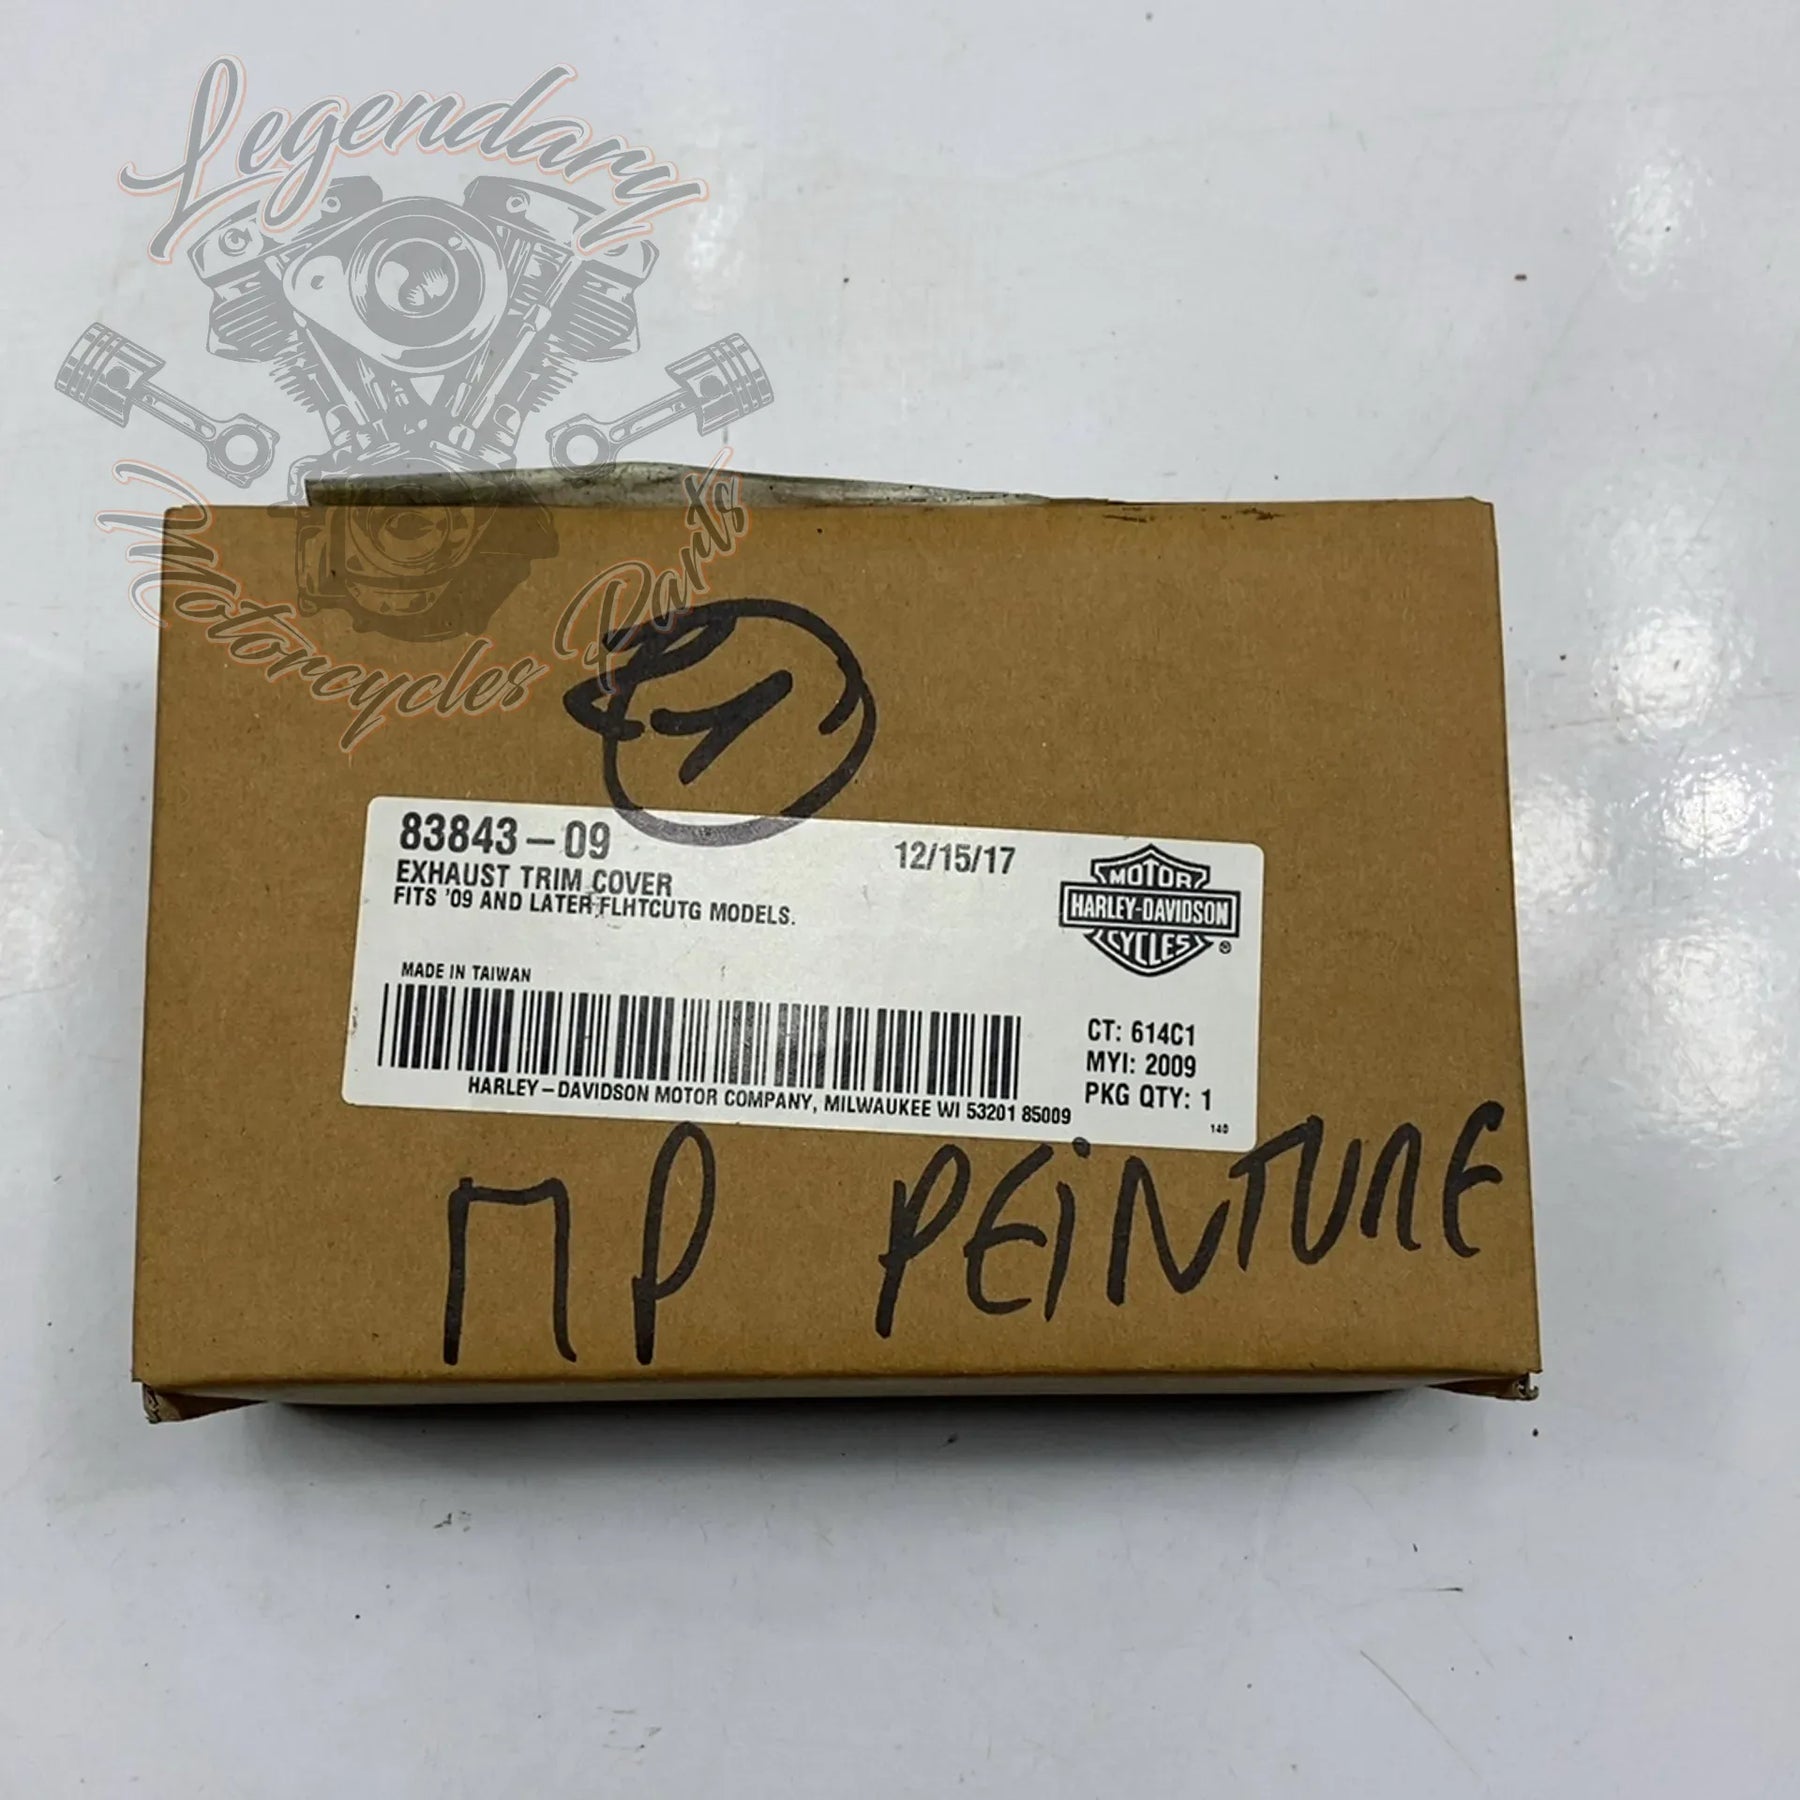 Legendary
Motorcycles Parts
1
83843-09
12/15/17
EXHAUST TRIM COVER
FITS '09 AND LATER FLHTCUTG MODELS.
MOTOR
HARLEY-DAVIDSON
CYCLES
®
MADE IN TAIWAN
CT: 614C1
MYI: 2009
PKG QTY: 1
HARLEY-DAVIDSON MOTOR COMPANY, MILWAUKEE WI 53201 85009
140
MP PEINTURE